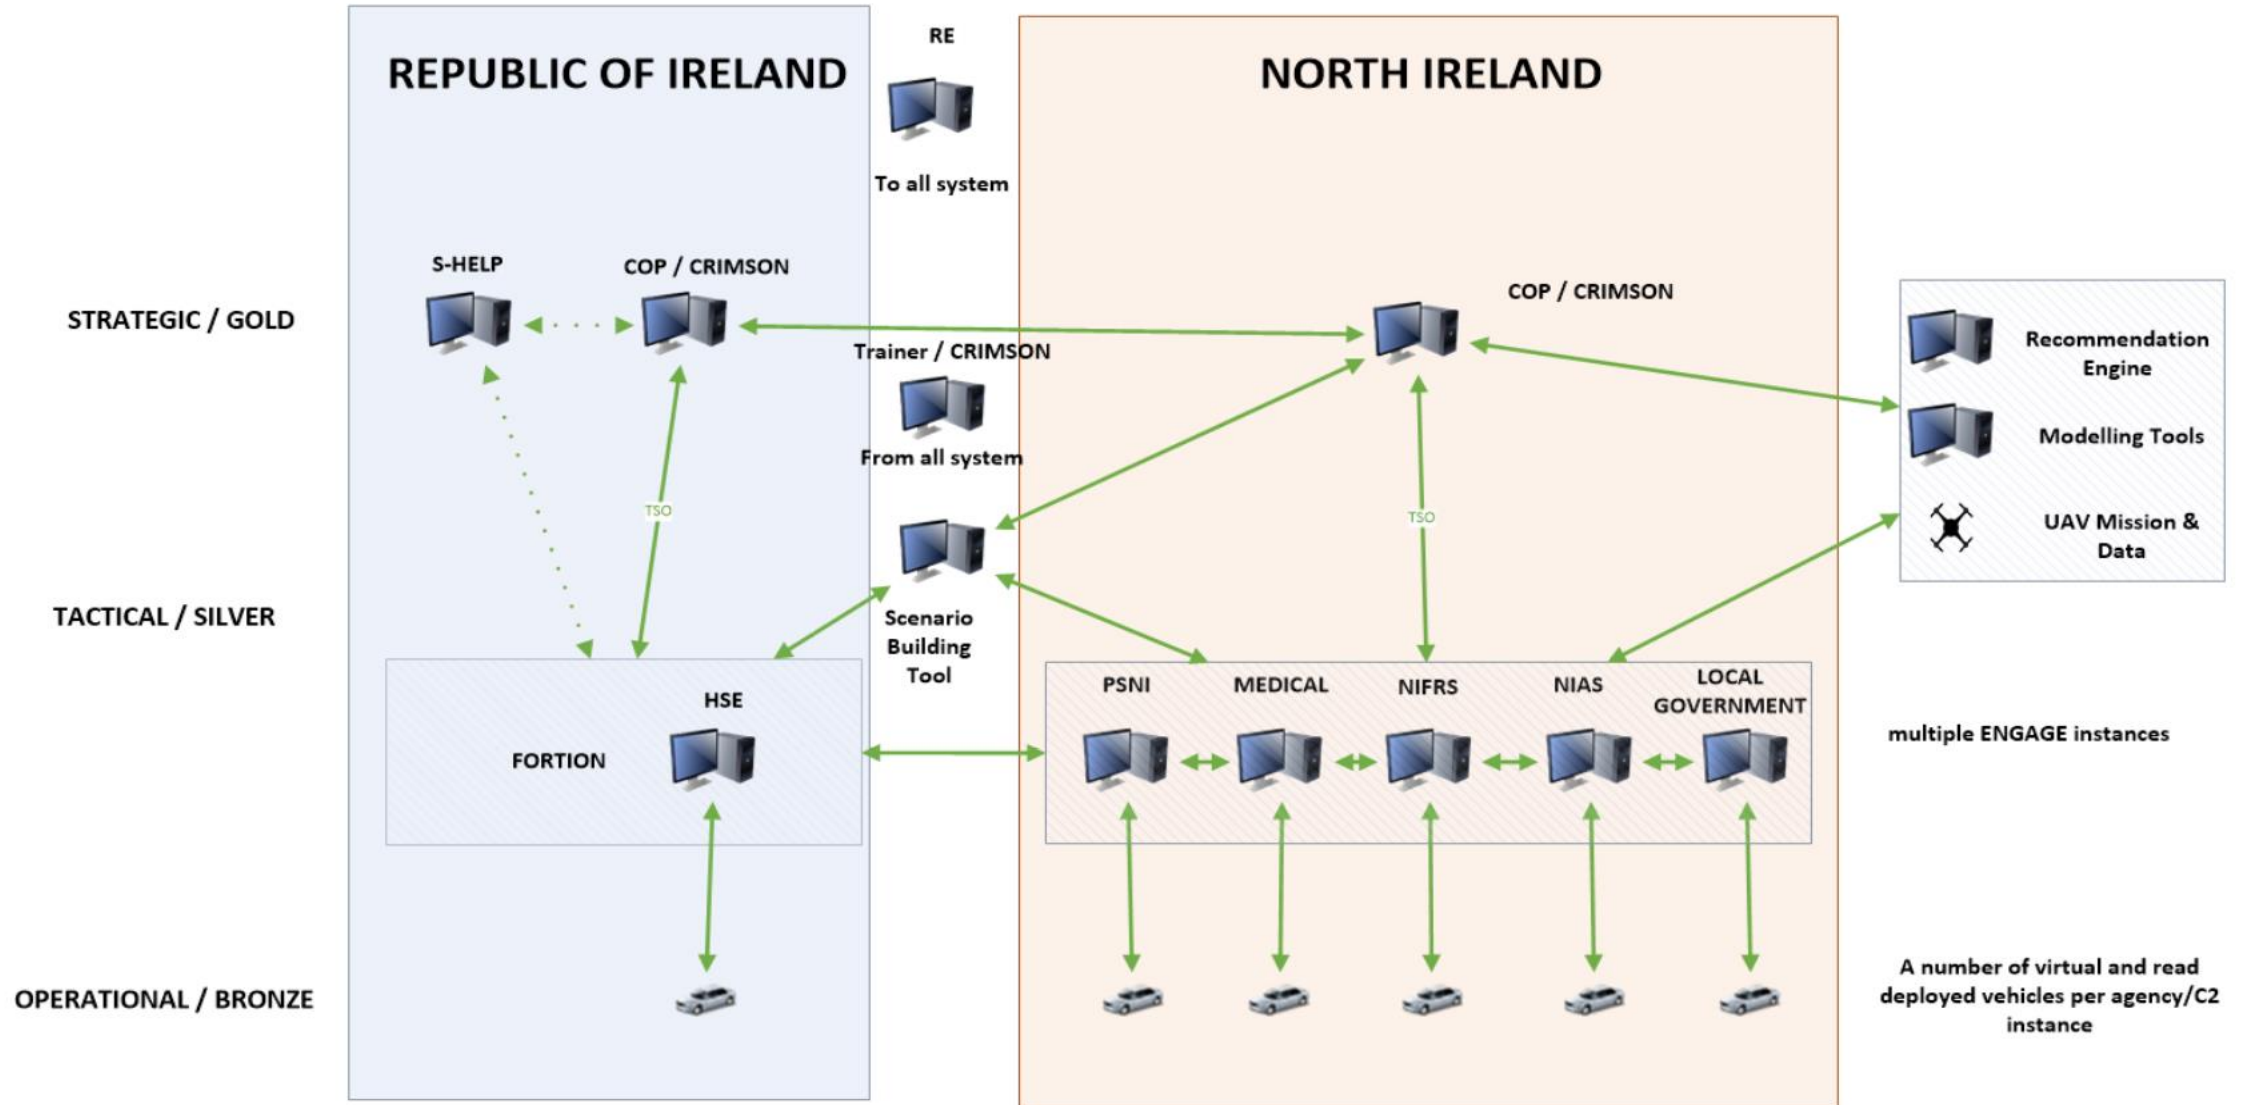 RE
REPUBLIC OF IRELAND
NORTH IRELAND
To all system
S-HELP
COP / CRIMSON
COP / CRIMSON
STRATEGIC / GOLD
Trainer / CRIMSON
From all system
Recommendation
Engine
Modelling Tools
UAV Mission &
Data
TSO
TSO
TACTICAL / SILVER
Scenario
Building
Tool
HSE
FORTION
PSNI
MEDICAL
NIFRS
NIAS
LOCAL
GOVERNMENT
multiple ENGAGE instances
OPERATIONAL / BRONZE
A number of virtual and read
deployed vehicles per agency/C2
instance